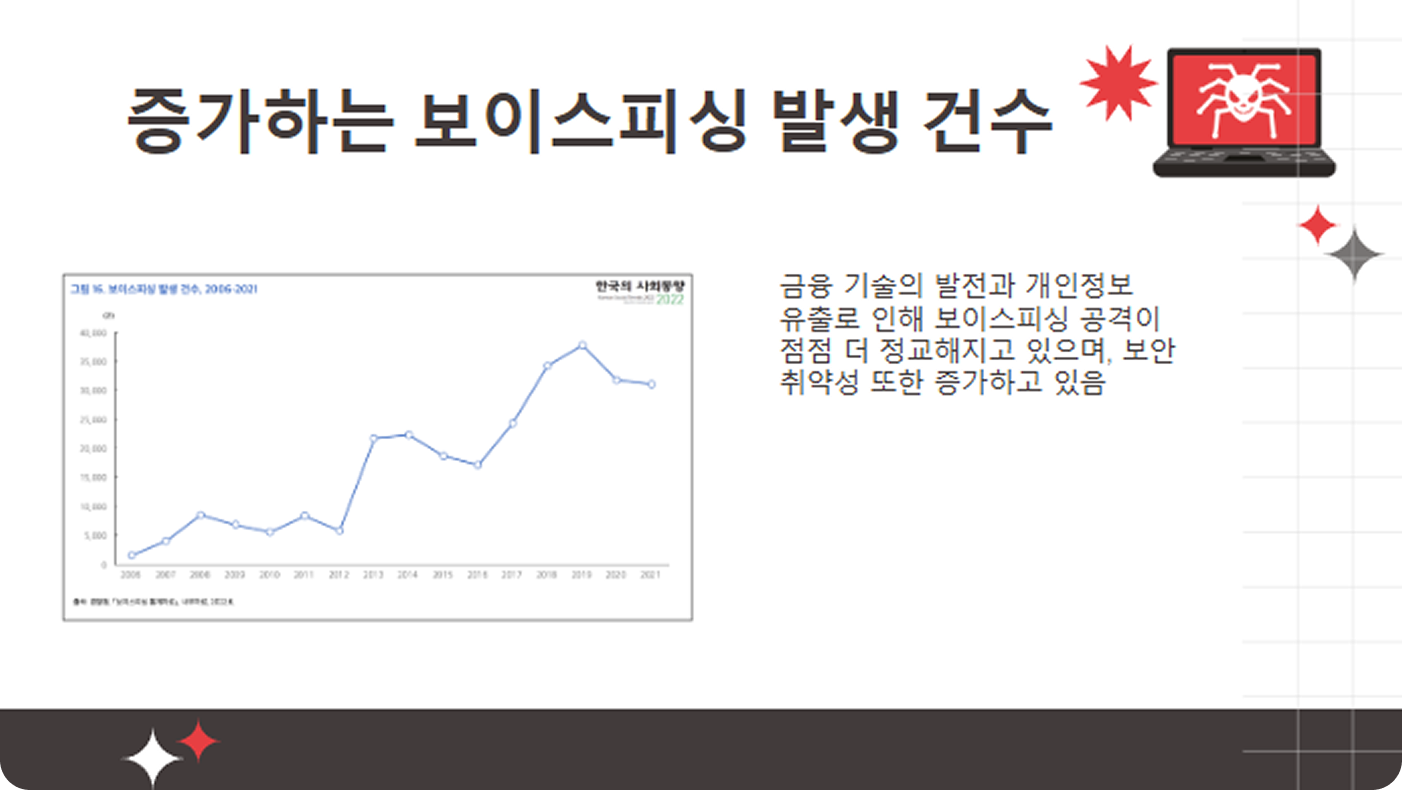 증가하는 보이스피싱 발생 건수
금융 기술의 발전과 개인정보
유출로 인해 보이스피싱 공격이
점점 더 정교해지고 있으며, 보안
취약성 또한 증가하고 있음
그림 16. 보이스피싱 발생 건수, 2006-2021
한국의 사회동향
2022
40,000
35,000
30,000
25,000
20,000
15,000
10,000
5,000
0
2006 2007 2008 2009 2010 2011 2012 2013 2014 2015 2016 2017 2018 2019 2020 2021